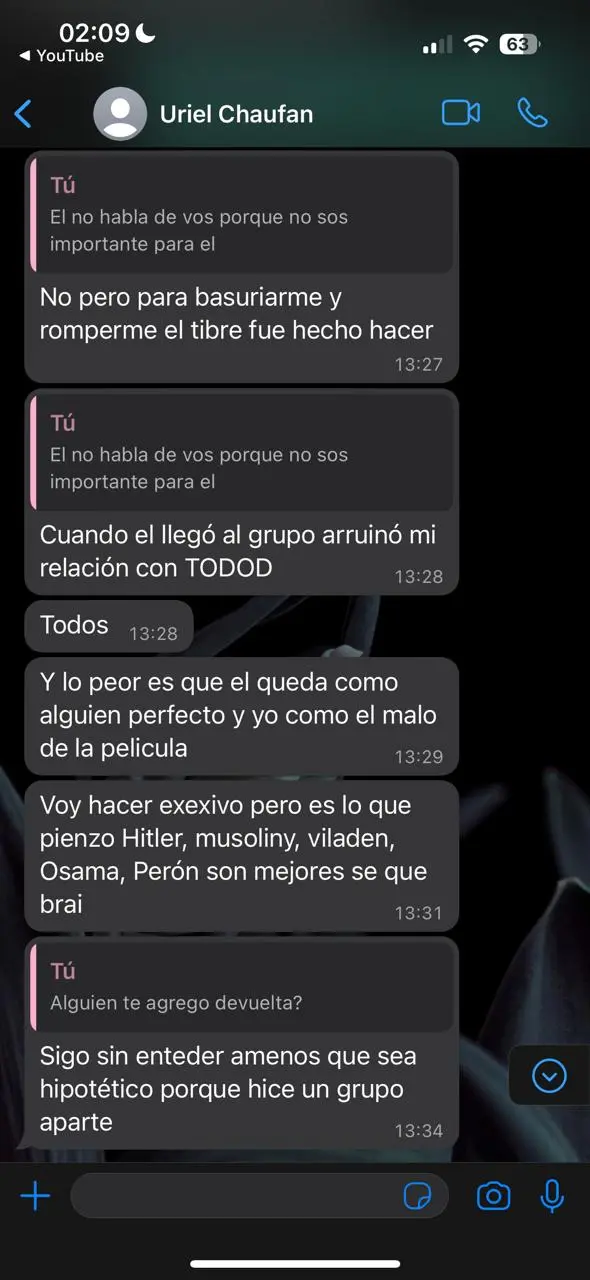 02:09
63
YouTube
Uriel Chaufan
Tú
El no habla de vos porque no sos
importante para el
No pero para basuriarme y
romperme el tibre fue hecho hacer
13:27
Tú
El no habla de vos porque no sos
importante para el
Cuando el llegó al grupo arruinó mi
relación con TODOD
13:28
Todos
13:28
Y lo peor es que el queda como
alguien perfecto y yo como el malo
de la pelicula
13:29
Voy hacer exexivo pero es lo que
pienzo Hitler, musoliny, viladen,
Osama, Perón son mejores se que
brai
13:31
Tú
Alguien te agrego devuelta?
Sigo sin enteder amenos que sea
hipotético porque hice un grupo
aparte
13:34